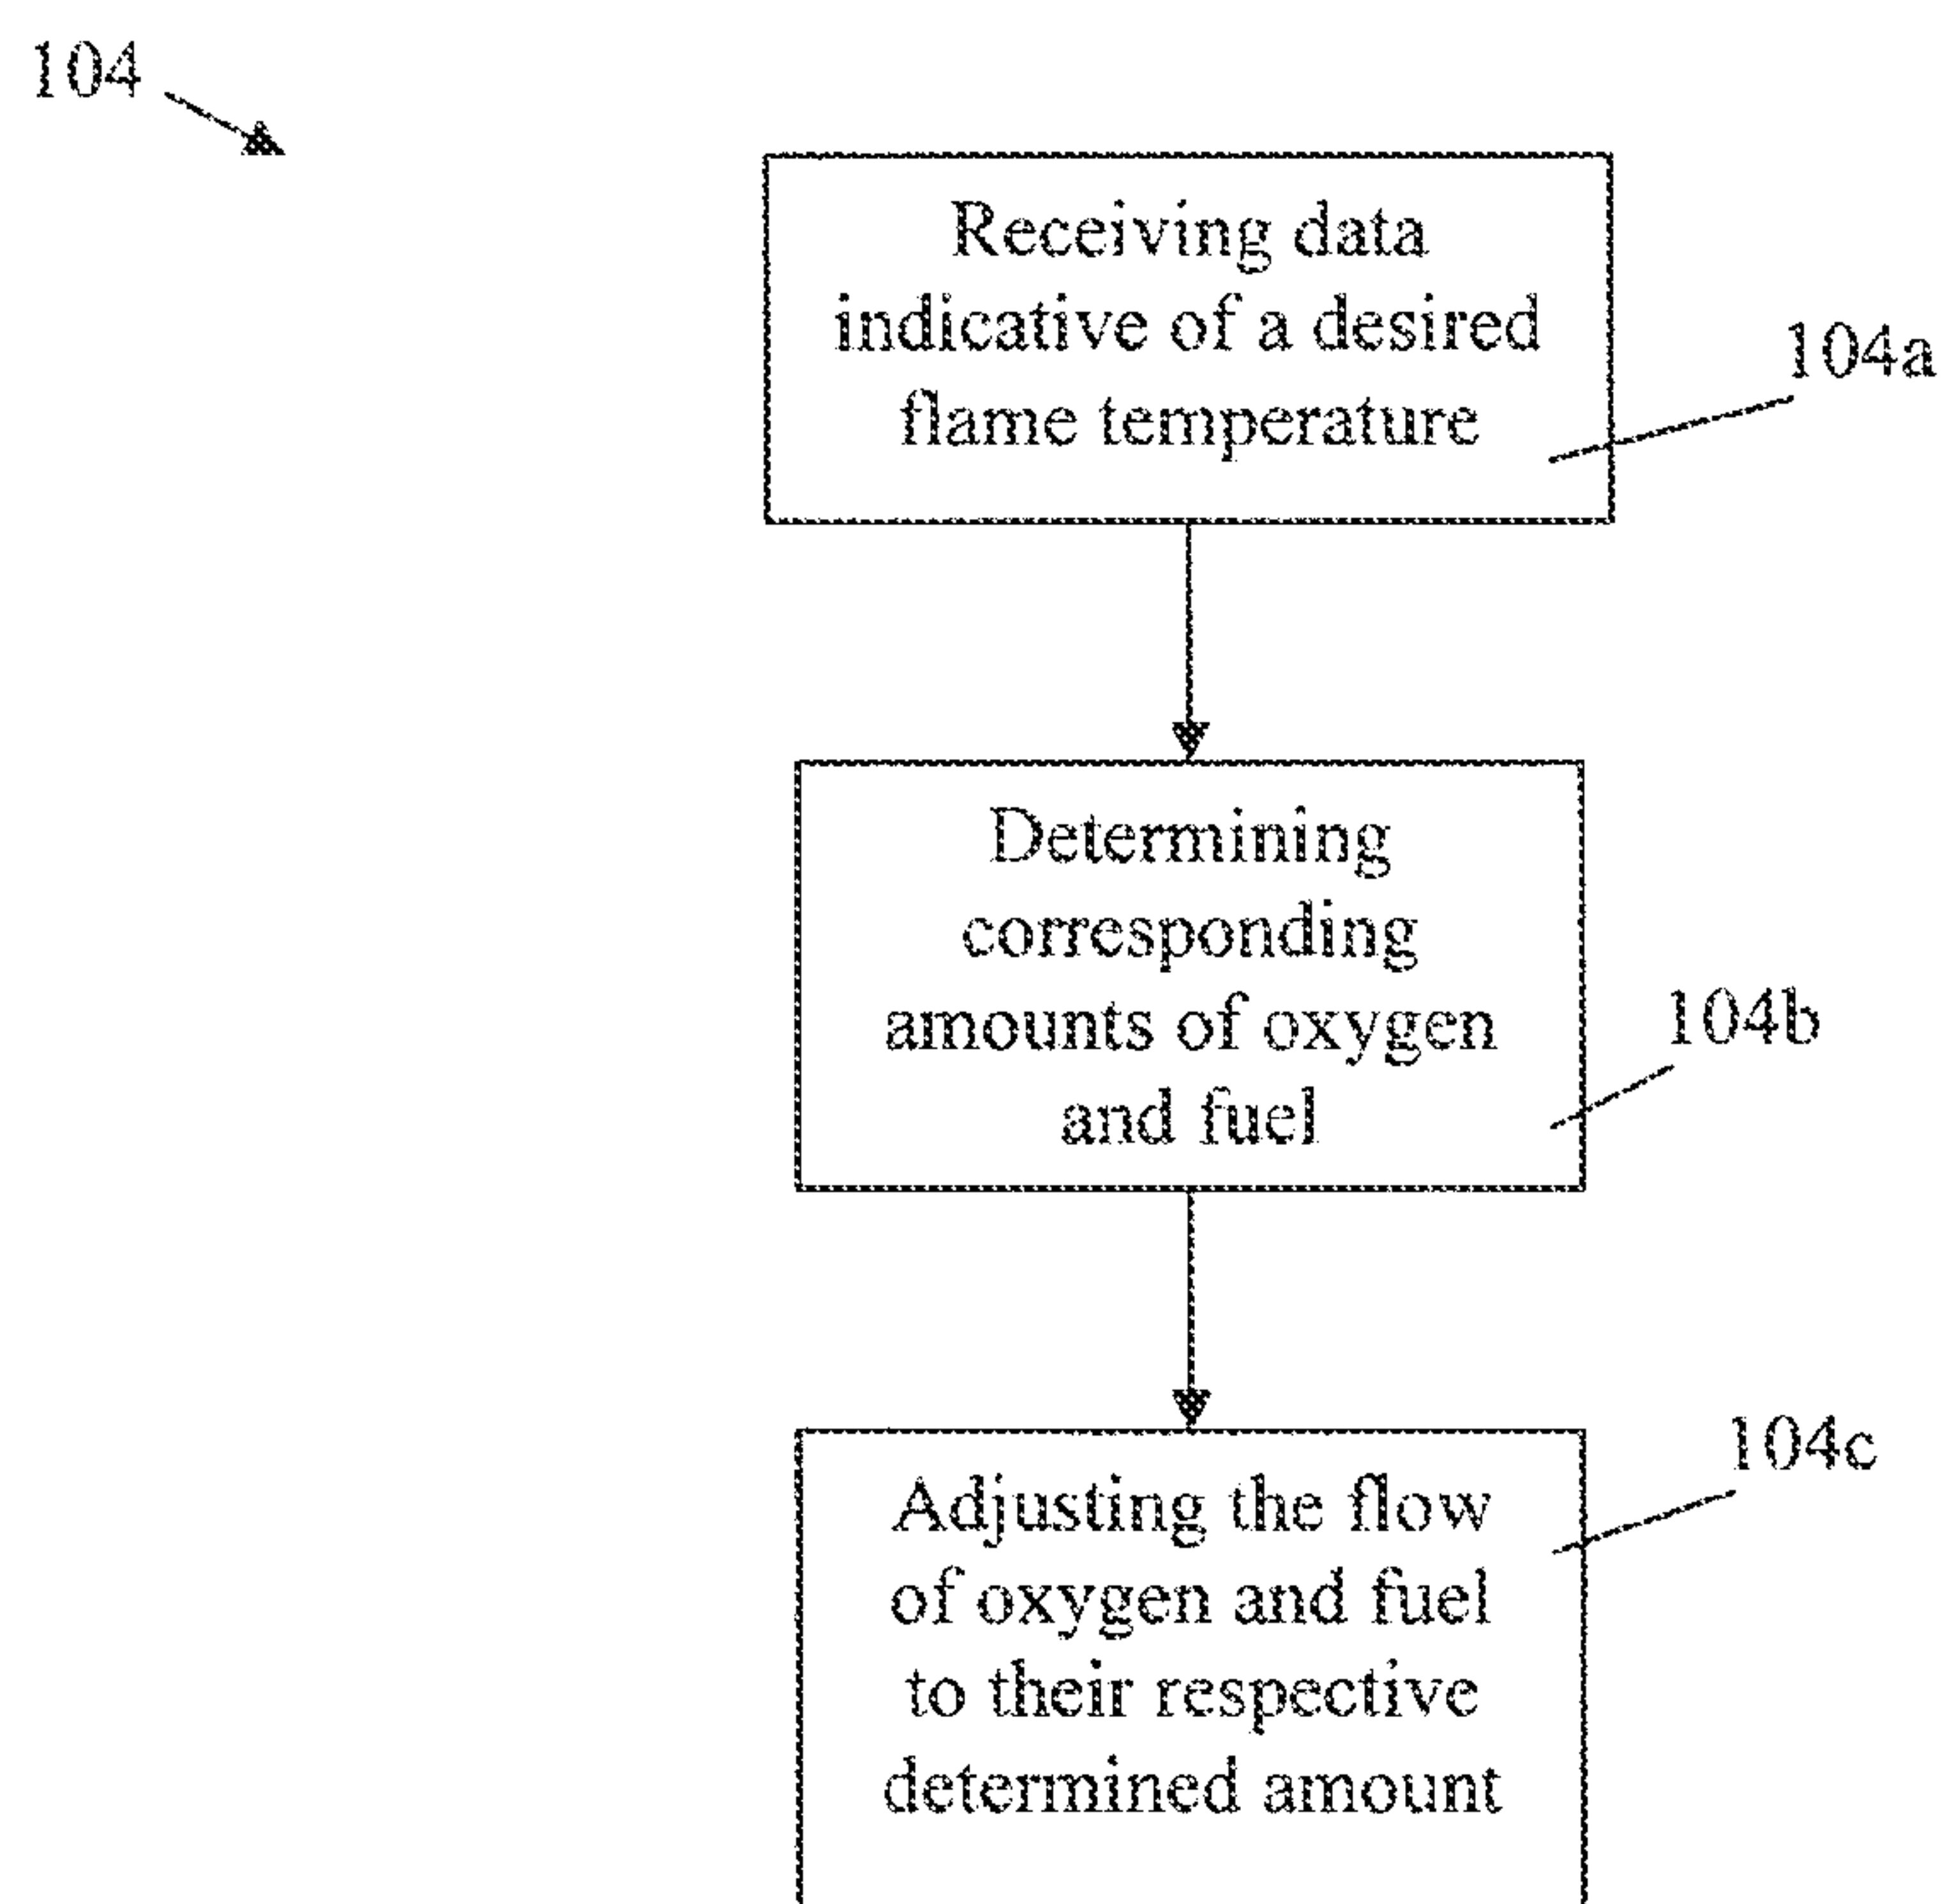 104
Receiving data
indicative of a desired
flame temperature
104a
Determining
corresponding
amounts of oxygen
and fuel
104b
104c
Adjusting the flow
of oxygen and fuel
to their respective
determined amount